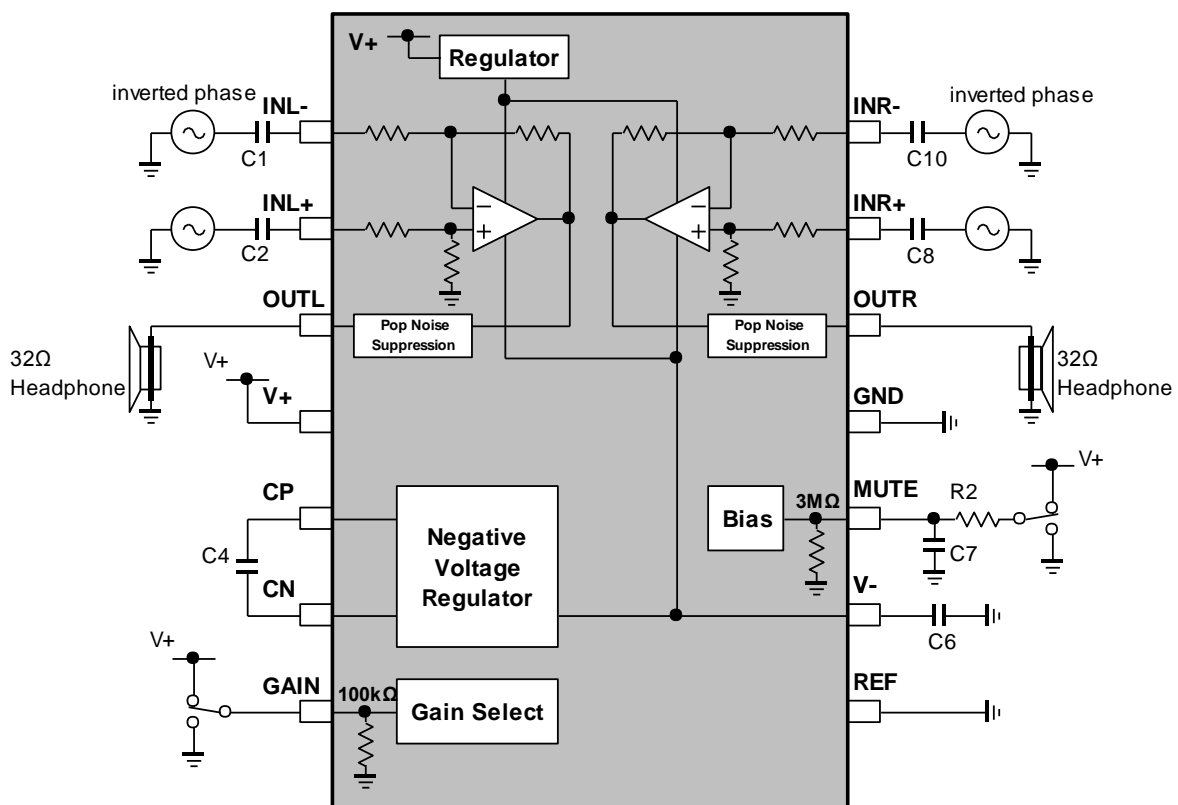 V+
Regulator
inverted phase
INL-
C1
INR-
inverted phase
C10
INL+
C2
−
+
−
+
INR+
C8
OUTL
Pop Noise
Suppression
Pop Noise
Suppression
OUTR
32Ω
Headphone
32Ω
Headphone
V+
V+
GND
CP
C4
CN
Negative
Voltage
Regulator
Bias
3MΩ
MUTE
R2
V+
C7
V-
C6
V+
GAIN
100kΩ
Gain Select
REF